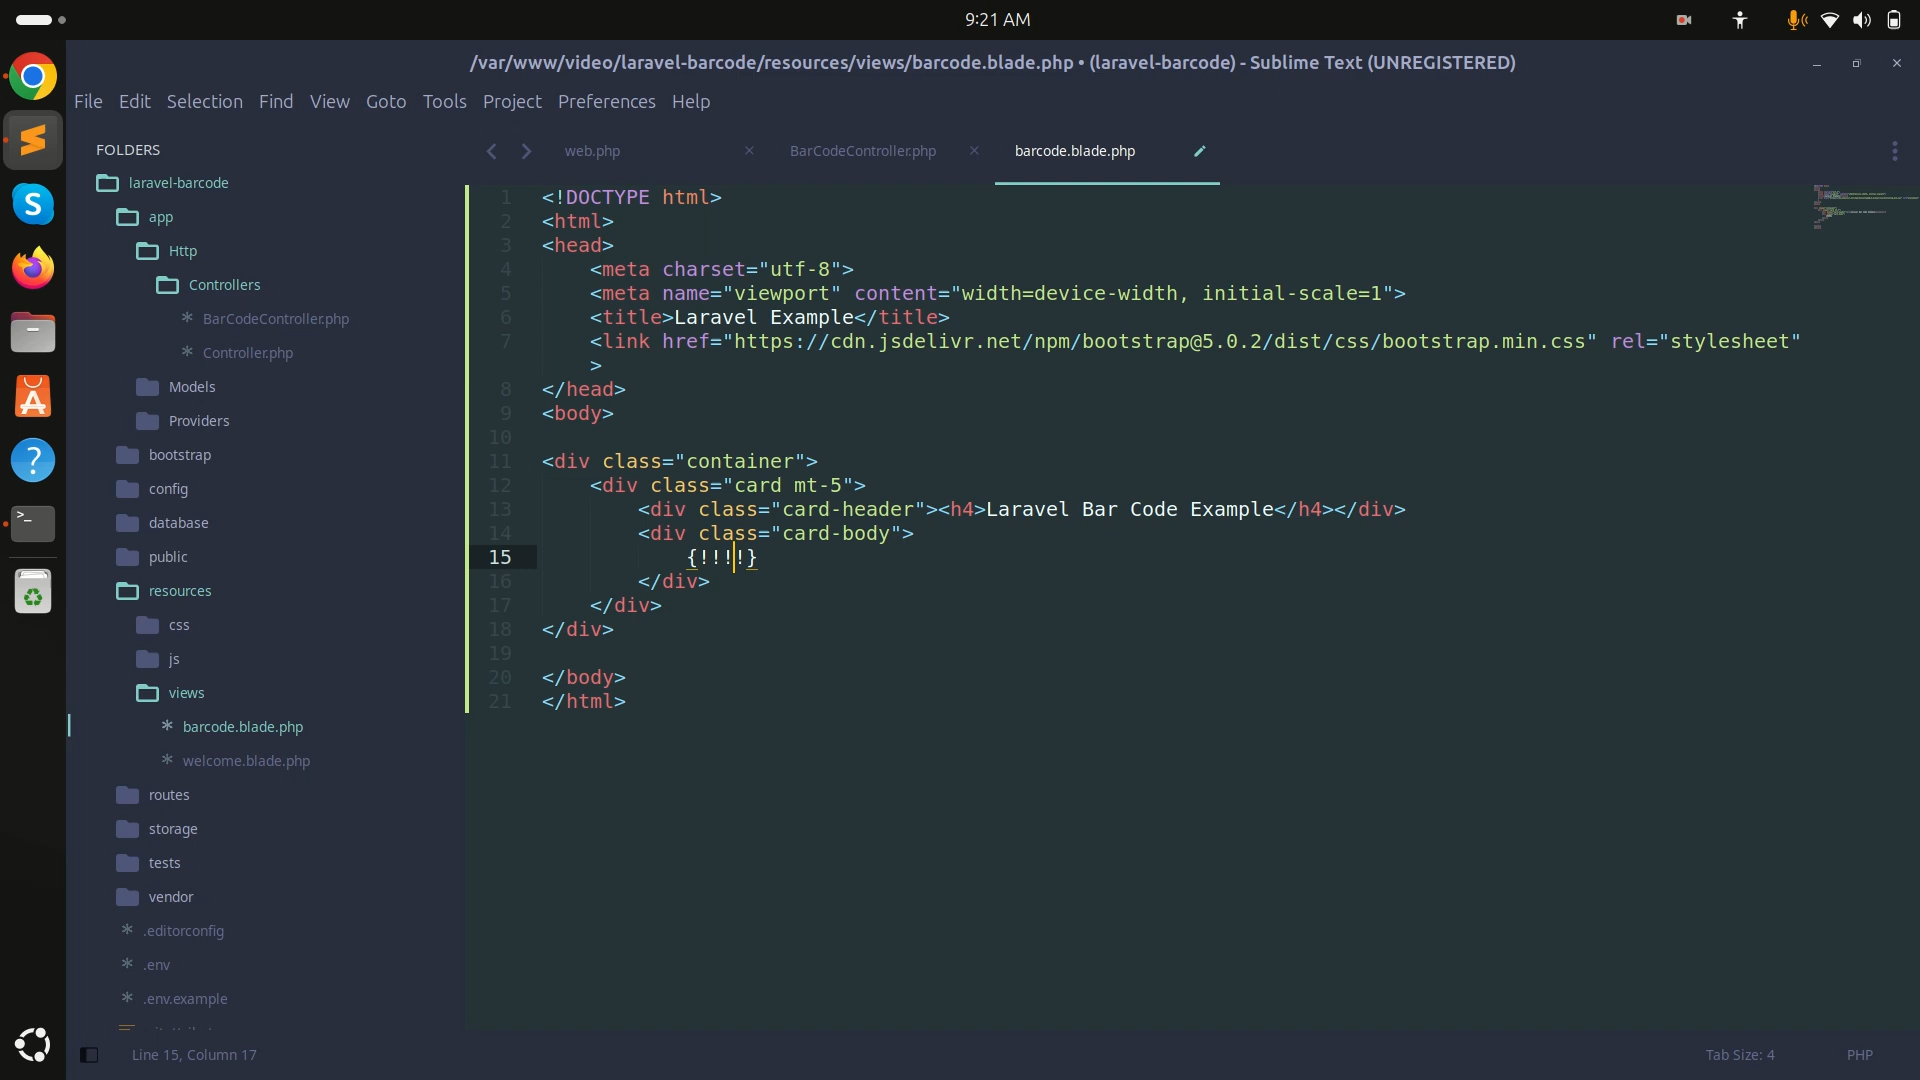 9:21 AM
/var/www/video/laravel-barcode/resources/views/barcode.blade.php • (laravel-barcode) - Sublime Text (UNREGISTERED)
File Edit Selection Find View Goto Tools Project Preferences Help
FOLDERS
laravel-barcode
app
Http
Controllers
BarCodeController.php
Controller.php
Models
Providers
bootstrap
config
database
public
resources
css
js
views
barcode.blade.php
welcome.blade.php
routes
storage
tests
vendor
.editorconfig
.env
.env.example
web.php BarCodeController.php barcode.blade.php
1 <!DOCTYPE html>
2 <html>
3 <head>
4 <meta charset="utf-8">
5 <meta name="viewport" content="width=device-width, initial-scale=1">
6 <title>Laravel Example</title>
7 <link href="https://cdn.jsdelivr.net/npm/bootstrap@5.0.2/dist/css/bootstrap.min.css" rel="stylesheet"
>
8 </head>
9 <body>
10
11 <div class="container">
12 <div class="card mt-5">
13 <div class="card-header"><h4>Laravel Bar Code Example</h4></div>
14 <div class="card-body">
15 {!!!!}
16 </div>
17 </div>
18 </div>
19
20 </body>
21 </html>
Line 15, Column 17
Tab Size: 4
PHP